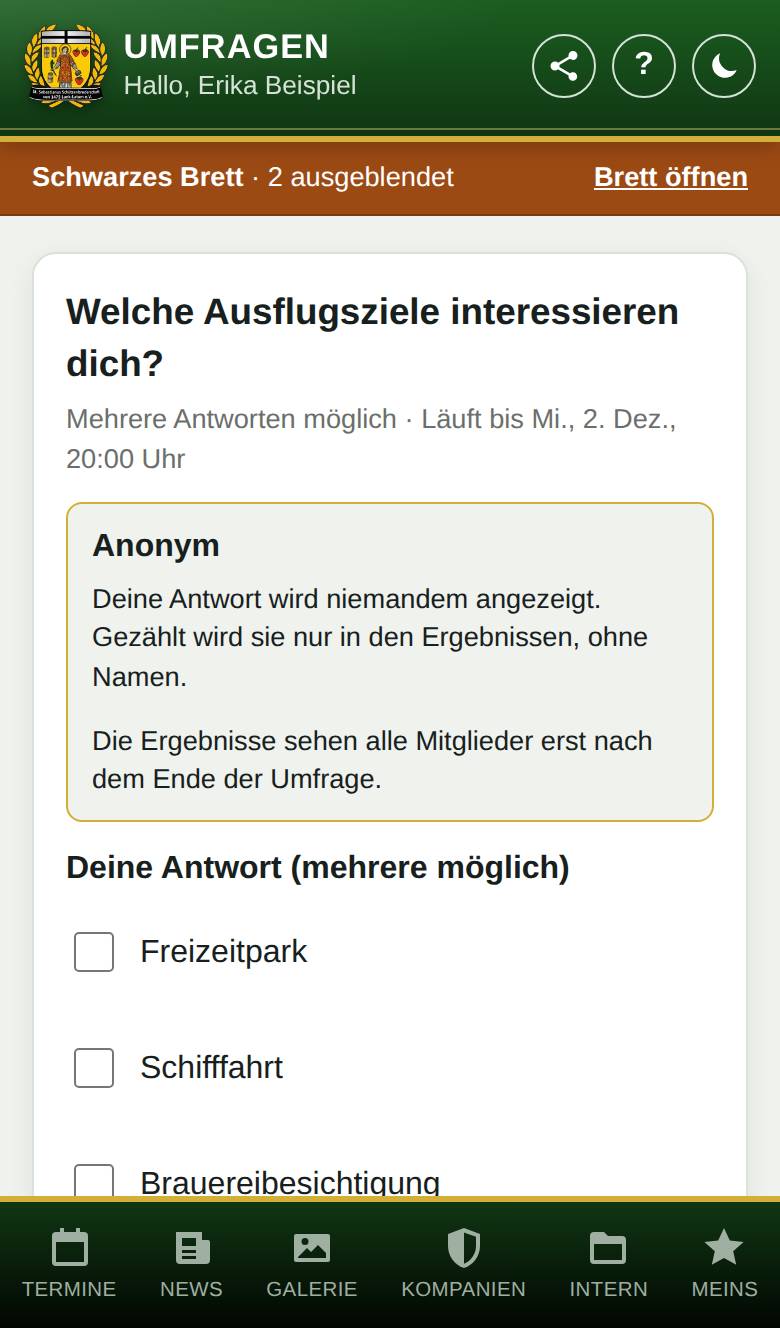 UMFRAGEN
Hallo, Erika Beispiel
?
Schwarzes Brett · 2 ausgeblendet
Brett öffnen
Welche Ausflugsziele interessieren
dich?
Mehrere Antworten möglich · Läuft bis Mi., 2. Dez.,
20:00 Uhr
Anonym
Deine Antwort wird niemandem angezeigt.
Gezählt wird sie nur in den Ergebnissen, ohne
Namen.
Die Ergebnisse sehen alle Mitglieder erst nach
dem Ende der Umfrage.
Deine Antwort (mehrere möglich)
Freizeitpark
Schifffahrt
Brauereibesichtigung
TERMINE
NEWS
GALERIE
KOMPANIEN
INTERN
MEINS